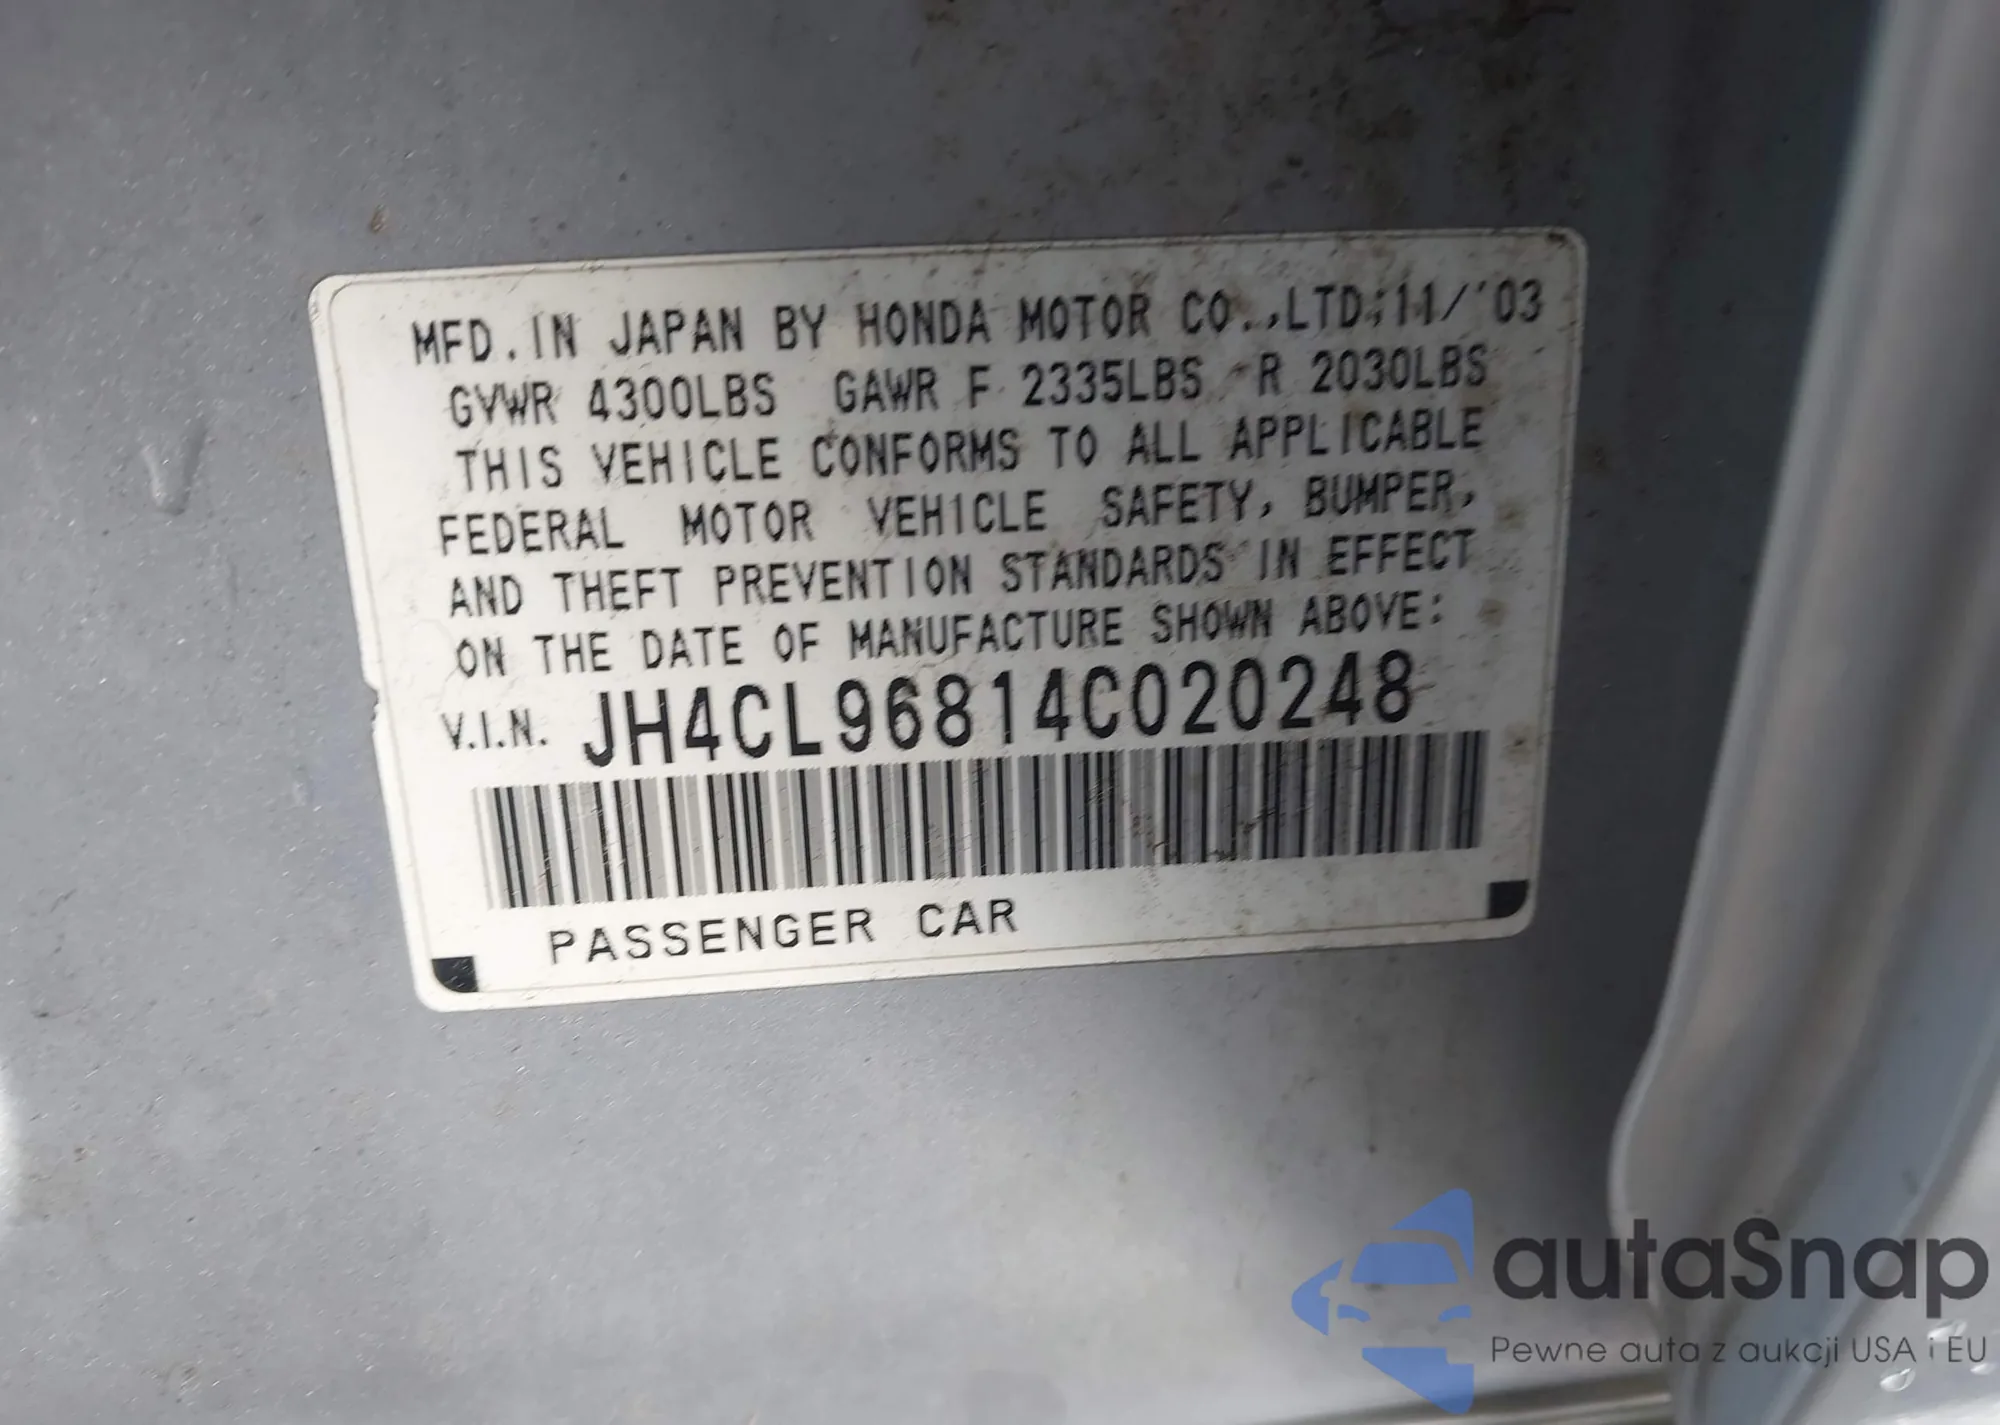 MFD. IN JAPAN BY HONDA MOTOR CO.,LTD;11/'03
GVWR 4300LBS GAWR F 2335LBS R 2030LBS
THIS VEHICLE CONFORMS TO ALL APPLICABLE
FEDERAL MOTOR VEHICLE SAFETY, BUMPER,
AND THEFT PREVENTION STANDARDS IN EFFECT
ON THE DATE OF MANUFACTURE SHOWN ABOVE:
V.I.N. JH4CL96814C020248
PASSENGER CAR
autaSnap
Pewne auta z aukcji USA i EU